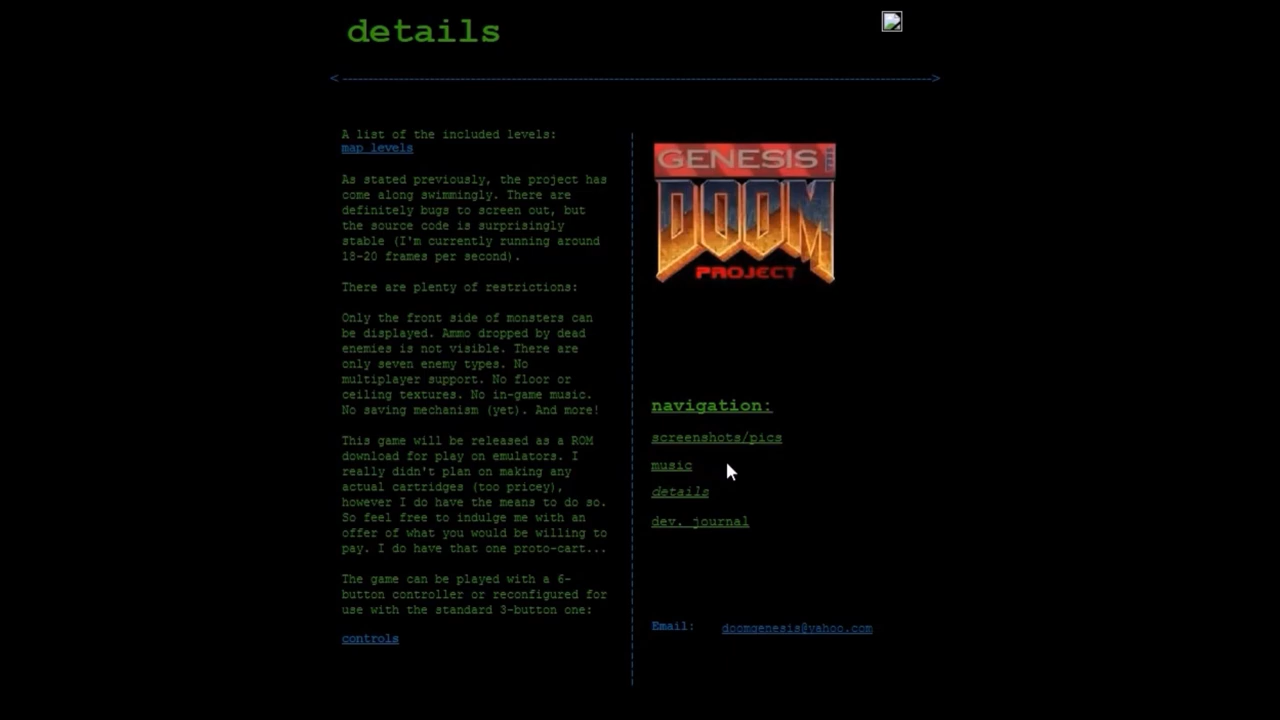 details
<------------------------------------------------------------------------------------------------->
A list of the included levels:
map levels
As stated previously, the project has
come along swimmingly. There are
definitely bugs to screen out, but
the source code is surprisingly
stable (I'm currently running around
18-20 frames per second).
There are plenty of restrictions:
Only the front side of monsters can
be displayed. Ammo dropped by dead
enemies is not visible. There are
only seven enemy types. No
multiplayer support. No floor or
ceiling textures. No in-game music.
No saving mechanism (yet). And more!
This game will be released as a ROM
download for play on emulators. I
really didn't plan on making any
actual cartridges (too pricey),
however I do have the means to do so.
So feel free to indulge me with an
offer of what you would be willing to
pay. I do have that one proto-cart...
The game can be played with a 6-
button controller or reconfigured for
use with the standard 3-button one:
controls
GENESIS
DOOM
PROJECT
navigation:
screenshots/pics
music
details
dev. journal
Email: doomgenesis@yahoo.com